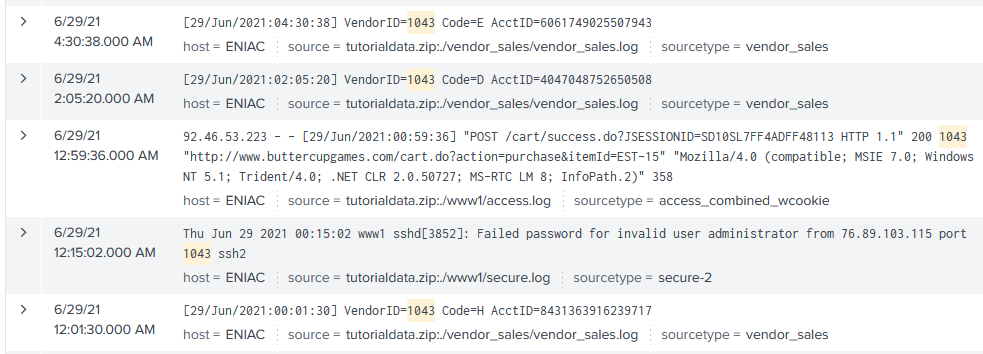 6/29/21 [29/Jun/2021:04:30:38] VendorID=1043 Code=E AcctID=6061749025507943
4:30:38.000 AM host = ENIAC source = tutorialdata.zip:./vendor_sales/vendor_sales.log sourcetype = vendor_sales
6/29/21 [29/Jun/2021:02:05:20] VendorID=1043 Code=D AcctID=4047048752650508
2:05:20.000 AM host = ENIAC source = tutorialdata.zip:./vendor_sales/vendor_sales.log sourcetype = vendor_sales
6/29/21 92.46.53.223 - - [29/Jun/2021:00:59:36] "POST /cart/success.do?JSESSIONID=SD10SL7FF4ADFF48113 HTTP 1.1" 200 1043
12:59:36.000 AM "http://www.buttercupgames.com/cart.do?action=purchase&itemId=EST-15" "Mozilla/4.0 (compatible; MSIE 7.0; Windows
NT 5.1; Trident/4.0; .NET CLR 2.0.50727; MS-RTC LM 8; InfoPath.2)" 358
host = ENIAC source = tutorialdata.zip:./www1/access.log sourcetype = access_combined_wcookie
6/29/21 Thu Jun 29 2021 00:15:02 www1 sshd[3852]: Failed password for invalid user administrator from 76.89.103.115 port
12:15:02.000 AM 1043 ssh2
host = ENIAC source = tutorialdata.zip:./www1/secure.log sourcetype = secure-2
6/29/21 [29/Jun/2021:00:01:30] VendorID=1043 Code=H AcctID=8431363916239717
12:01:30.000 AM host = ENIAC source = tutorialdata.zip:./vendor_sales/vendor_sales.log sourcetype = vendor_sales